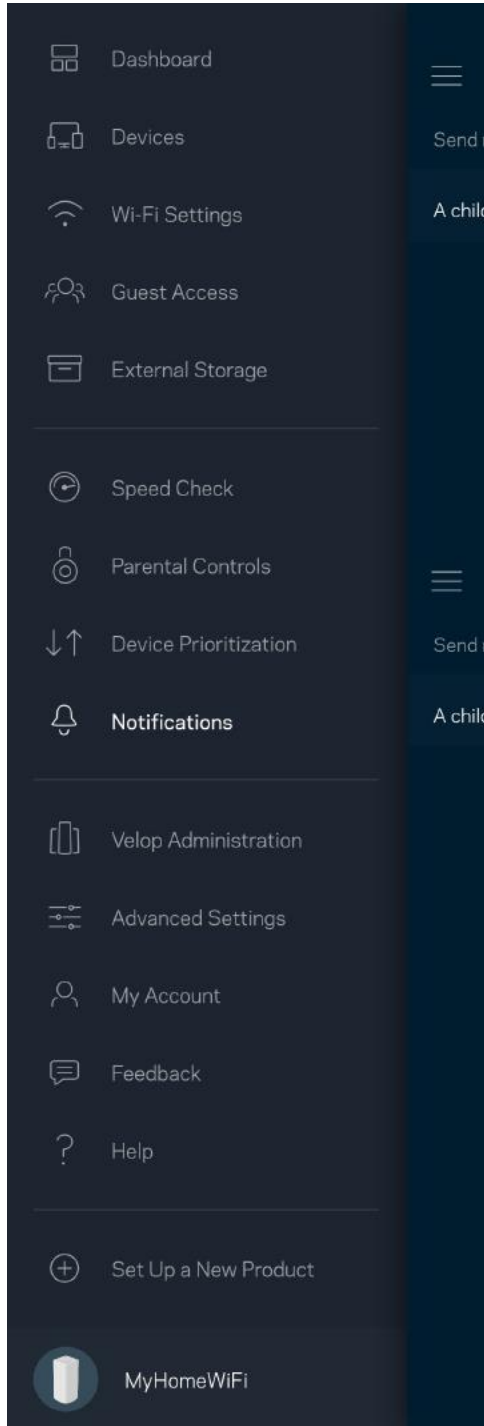 Dashboard
Devices
Wi-Fi Settings
Guest Access
External Storage
Speed Check
Parental Controls
Device Prioritization
Notifications
Velop Administration
Advanced Settings
My Account
Feedback
Help
Set Up a New Product
MyHomeWiFi
Send
A
Send
A